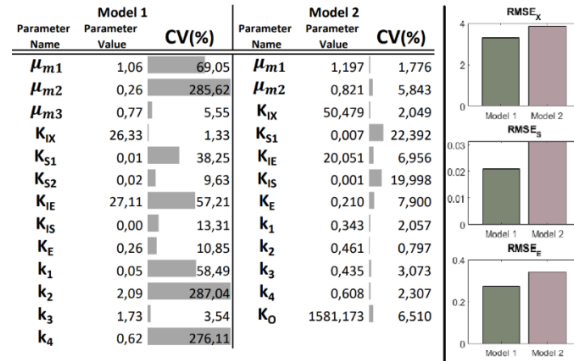 Model 1 Model 2
Parameter Name Parameter Value CV(%) Parameter Name Parameter Value CV(%)
μm1 1,06 69,05 μm1 1,197 1,776
μm2 0,26 285,62 μm2 0,821 5,843
μm3 0,77 5,55 KIX 50,479 2,049
KIX 26,33 1,33 KS1 0,007 22,392
KS1 0,01 38,25 KIE 20,051 6,956
KS2 0,02 9,63 KIS 0,001 19,998
KIE 27,11 57,21 KE 0,210 7,900
KIS 0,00 13,31 k1 0,343 2,057
KE 0,26 10,85 k2 0,461 0,797
k1 0,05 58,49 k3 0,435 3,073
k2 2,09 287,04 k4 0,608 2,307
k3 1,73 3,54 KO 1581,173 6,510
k4 0,62 276,11
RMSEX
4
2
0
Model 1 Model 2
RMSES
0.03
0.02
0.01
0
Model 1 Model 2
RMSEE
0.4
0.2
0
Model 1 Model 2